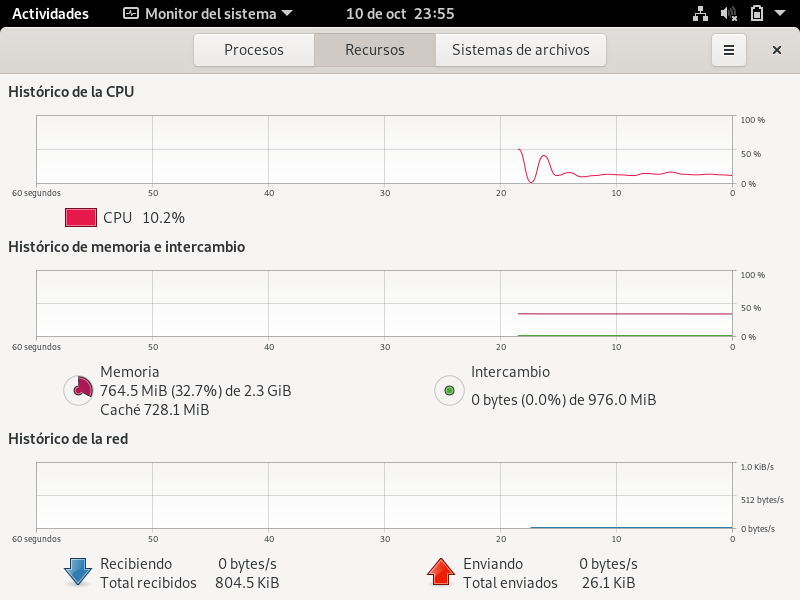 Actividades Monitor del sistema 10 de oct 23:55
Procesos Recursos Sistemas de archivos
Histórico de la CPU
100 %
50 %
0 %
60 segundos 50 40 30 20 10 0
CPU 10.2%
Histórico de memoria e intercambio
100 %
50 %
0 %
60 segundos 50 40 30 20 10 0
Memoria Intercambio
764.5 MiB (32.7%) de 2.3 GiB 0 bytes (0.0%) de 976.0 MiB
Caché 728.1 MiB
Histórico de la red
1.0 KiB/s
512 bytes/s
0 bytes/s
60 segundos 50 40 30 20 10 0
Recibiendo 0 bytes/s Enviando 0 bytes/s
Total recibidos 804.5 KiB Total enviados 26.1 KiB